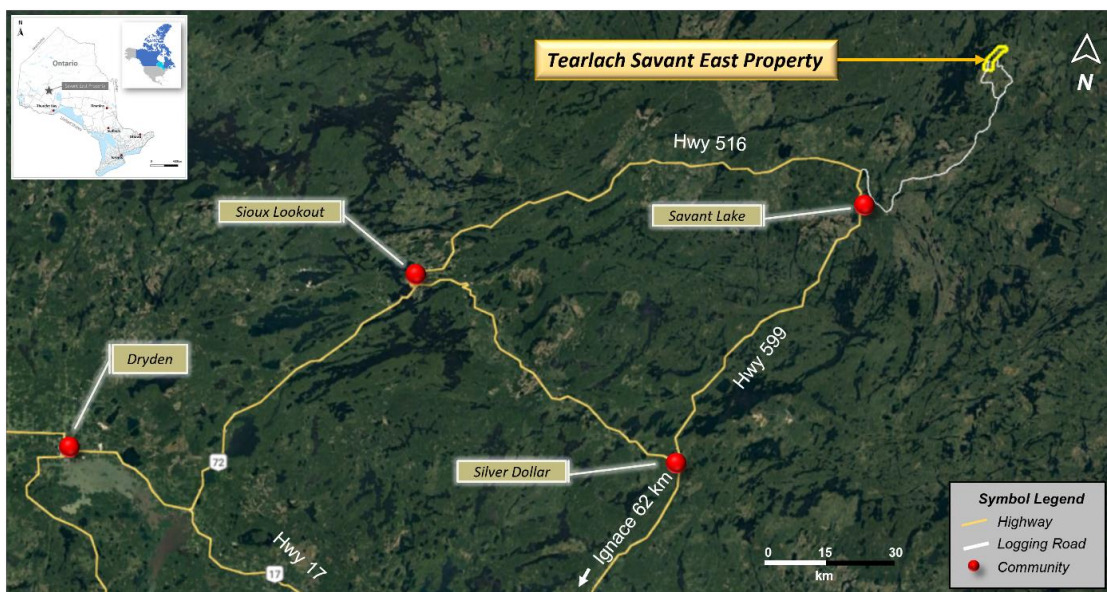 N
Ontario
Tearlach Savant East Property
N
Hwy 516
Sioux Lookout
Savant Lake
Dryden
Hwy 599
72
Silver Dollar
Ignace 62 km
Hwy 17
17
0 15 30
km
Symbol Legend
Highway
Logging Road
Community